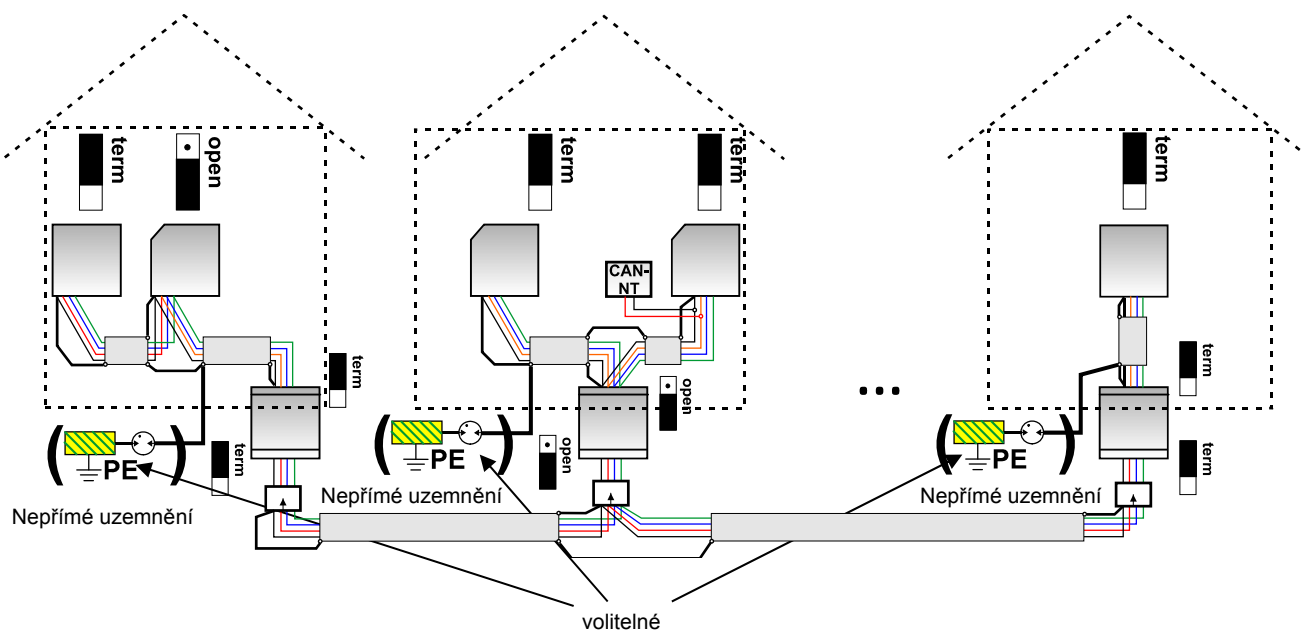 term
open
term
term
term
CAN-
NT
term
open
term
...
(
PE
)
term
(
PE
)
open
(
PE
)
term
Nepřímé uzemnění
Nepřímé uzemnění
Nepřímé uzemnění
volitelné